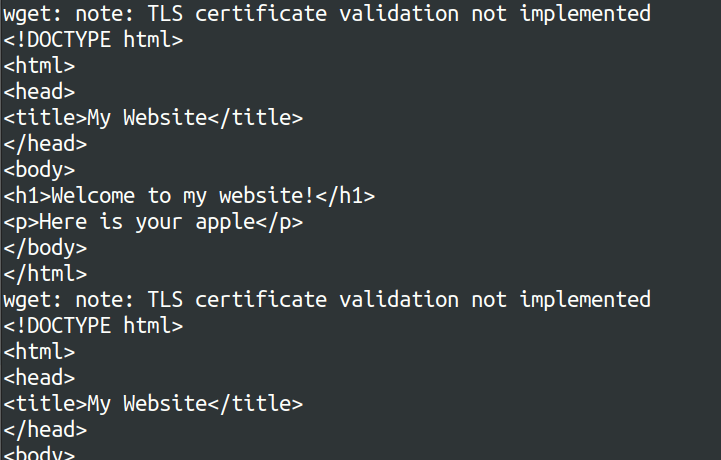 wget: note: TLS certificate validation not implemented
<!DOCTYPE html>
<html>
<head>
<title>My Website</title>
</head>
<body>
<h1>Welcome to my website!</h1>
<p>Here is your apple</p>
</body>
</html>
wget: note: TLS certificate validation not implemented
<!DOCTYPE html>
<html>
<head>
<title>My Website</title>
</head>
<body>